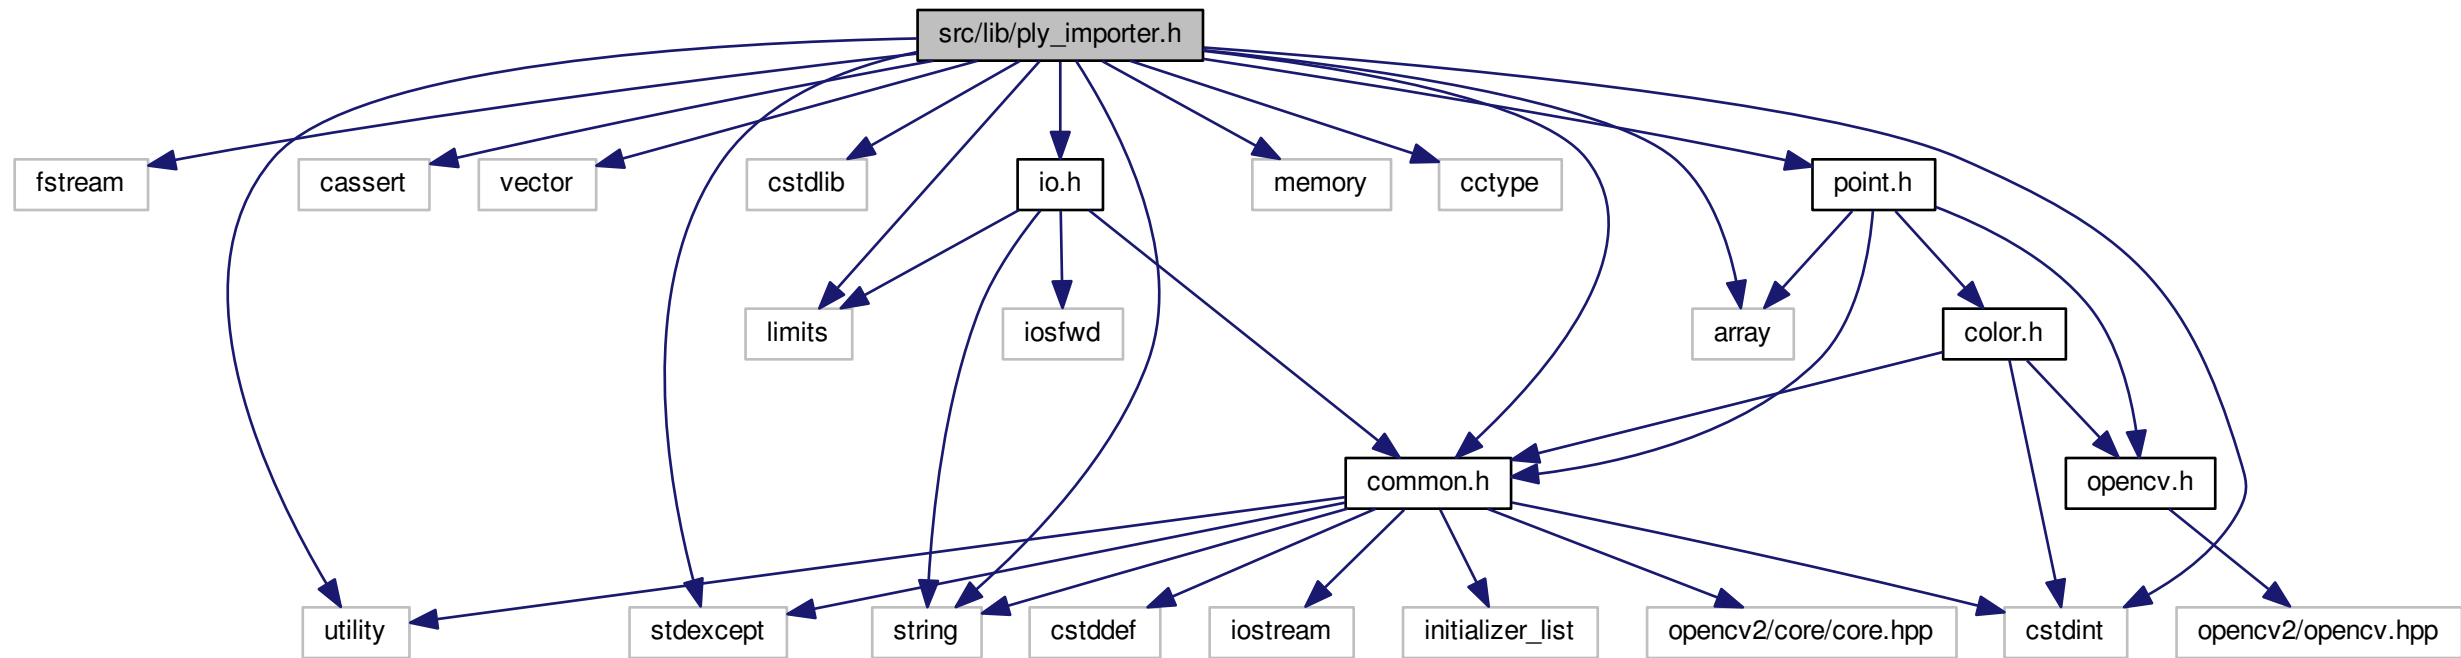 src/lib/ply_importer.h
fstream
cassert
vector
cstdlib
io.h
memory
cctype
point.h
limits
iosfwd
array
color.h
common.h
opencv.h
utility
stdexcept
string
cstddef
iostream
initializer_list
opencv2/core/core.hpp
cstdint
opencv2/opencv.hpp